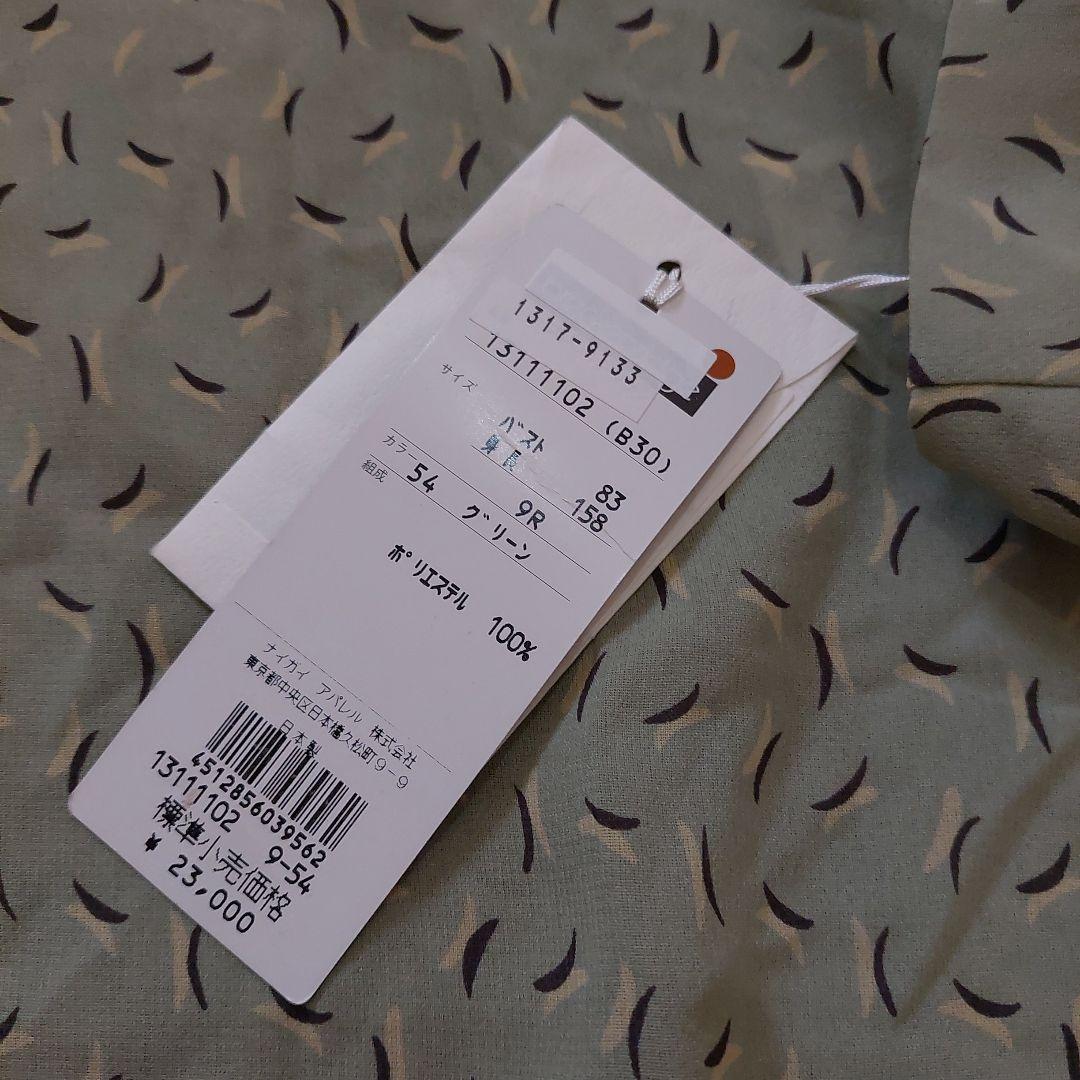 1317-9133
13111102 (B30)
サイズ バスト 83
身長 158
9R
カラー 54 グリーン
組成
ポリエステル 100%
ナイガイ アパレル 株式会社
東京都中央区日本橋久松町9-9
日本製
4512856039562
13111102 9-54
標準小売価格
¥ 23,000